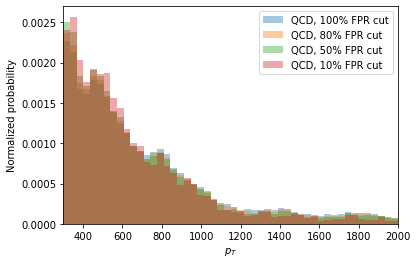 QCD, 100% FPR cut
QCD, 80% FPR cut
QCD, 50% FPR cut
QCD, 10% FPR cut
Normalized probability
0.0025
0.0020
0.0015
0.0010
0.0005
0.0000
400 600 800 1000 1200 1400 1600 1800 2000
p_T